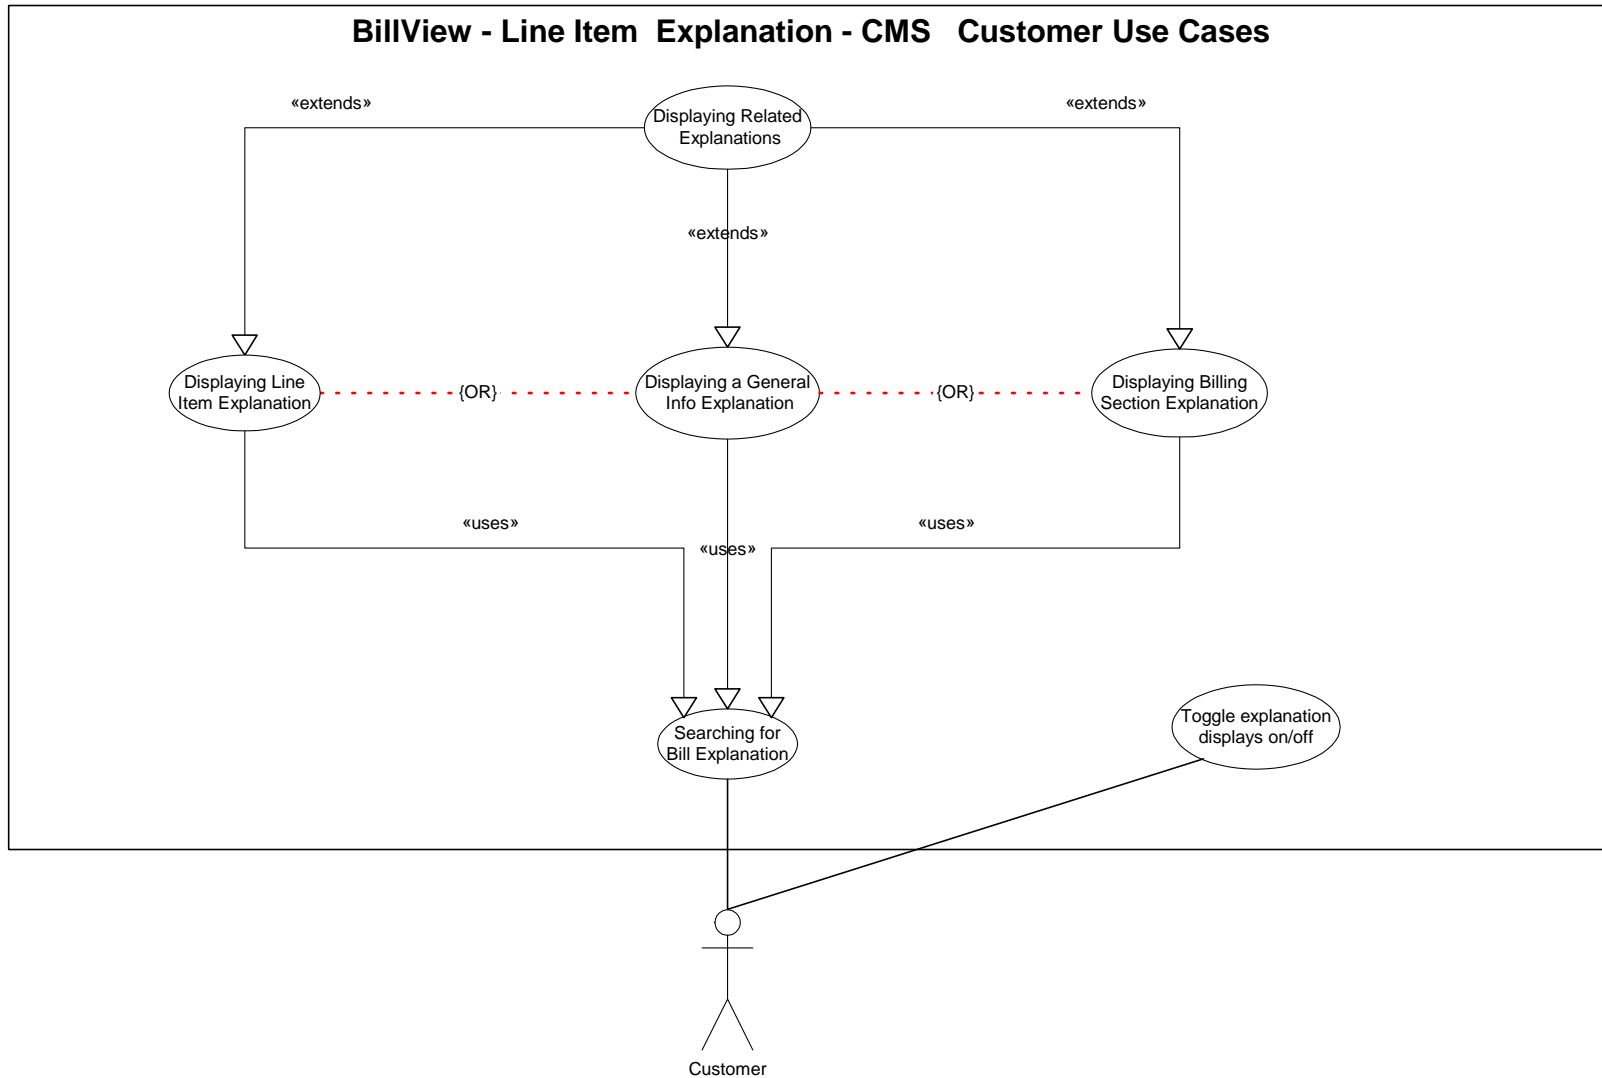 BillView - Line Item  Explanation - CMS   Customer Use Cases
«extends»
«extends»
Displaying Related
Explanations
«extends»
Displaying Line
Item Explanation
{OR}
Displaying a General
Info Explanation
{OR}
Displaying Billing
Section Explanation
«uses»
«uses»
«uses»
Searching for
Bill Explanation
Toggle explanation
displays on/off
Customer